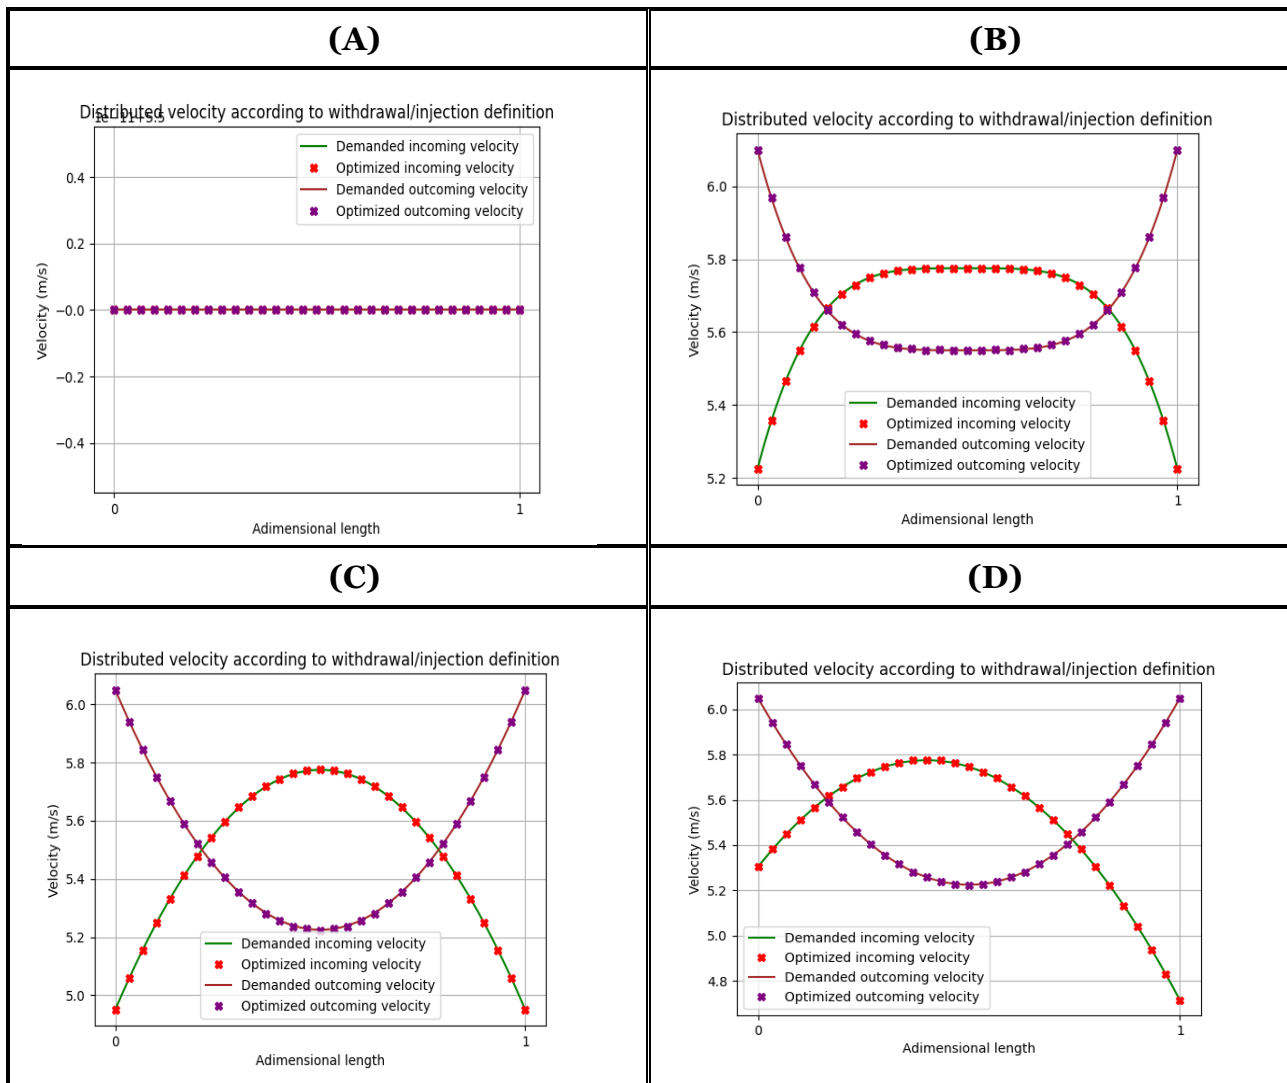 (A)
(B)
Distributed velocity according to withdrawal/injection definition
1e−11+5.5
Velocity (m/s)
0.4
0.2
−0.0
−0.2
−0.4
Demanded incoming velocity
Optimized incoming velocity
Demanded outcoming velocity
Optimized outcoming velocity
0
1
Adimensional length
Distributed velocity according to withdrawal/injection definition
Velocity (m/s)
6.0
5.8
5.6
5.4
5.2
Demanded incoming velocity
Optimized incoming velocity
Demanded outcoming velocity
Optimized outcoming velocity
0
1
Adimensional length
(C)
(D)
Distributed velocity according to withdrawal/injection definition
Velocity (m/s)
6.0
5.8
5.6
5.4
5.2
5.0
Demanded incoming velocity
Optimized incoming velocity
Demanded outcoming velocity
Optimized outcoming velocity
0
1
Adimensional length
Distributed velocity according to withdrawal/injection definition
Velocity (m/s)
6.0
5.8
5.6
5.4
5.2
5.0
4.8
Demanded incoming velocity
Optimized incoming velocity
Demanded outcoming velocity
Optimized outcoming velocity
0
1
Adimensional length